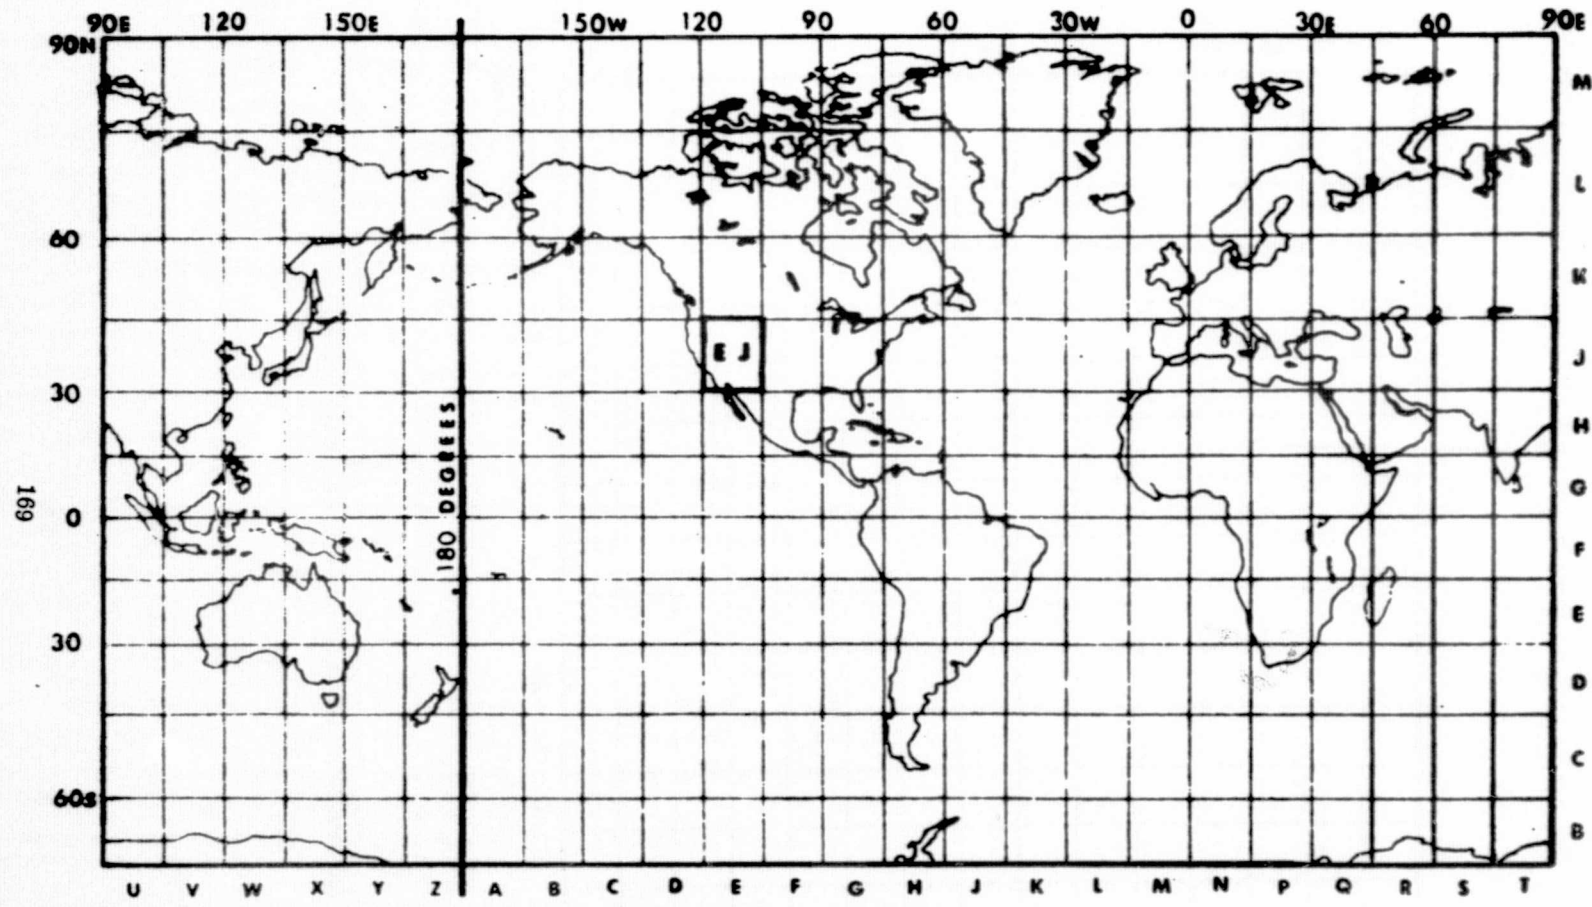 90E 120 150E 150W 120 90 60 30W 0 30E 60 90E
90N
M
L
60
K
E J
J
30
H
180 DEGREES
G
169
0
F
E
30
D
C
60S
B
U V W X Y Z A B C D E F G H J K L M N P Q R S T